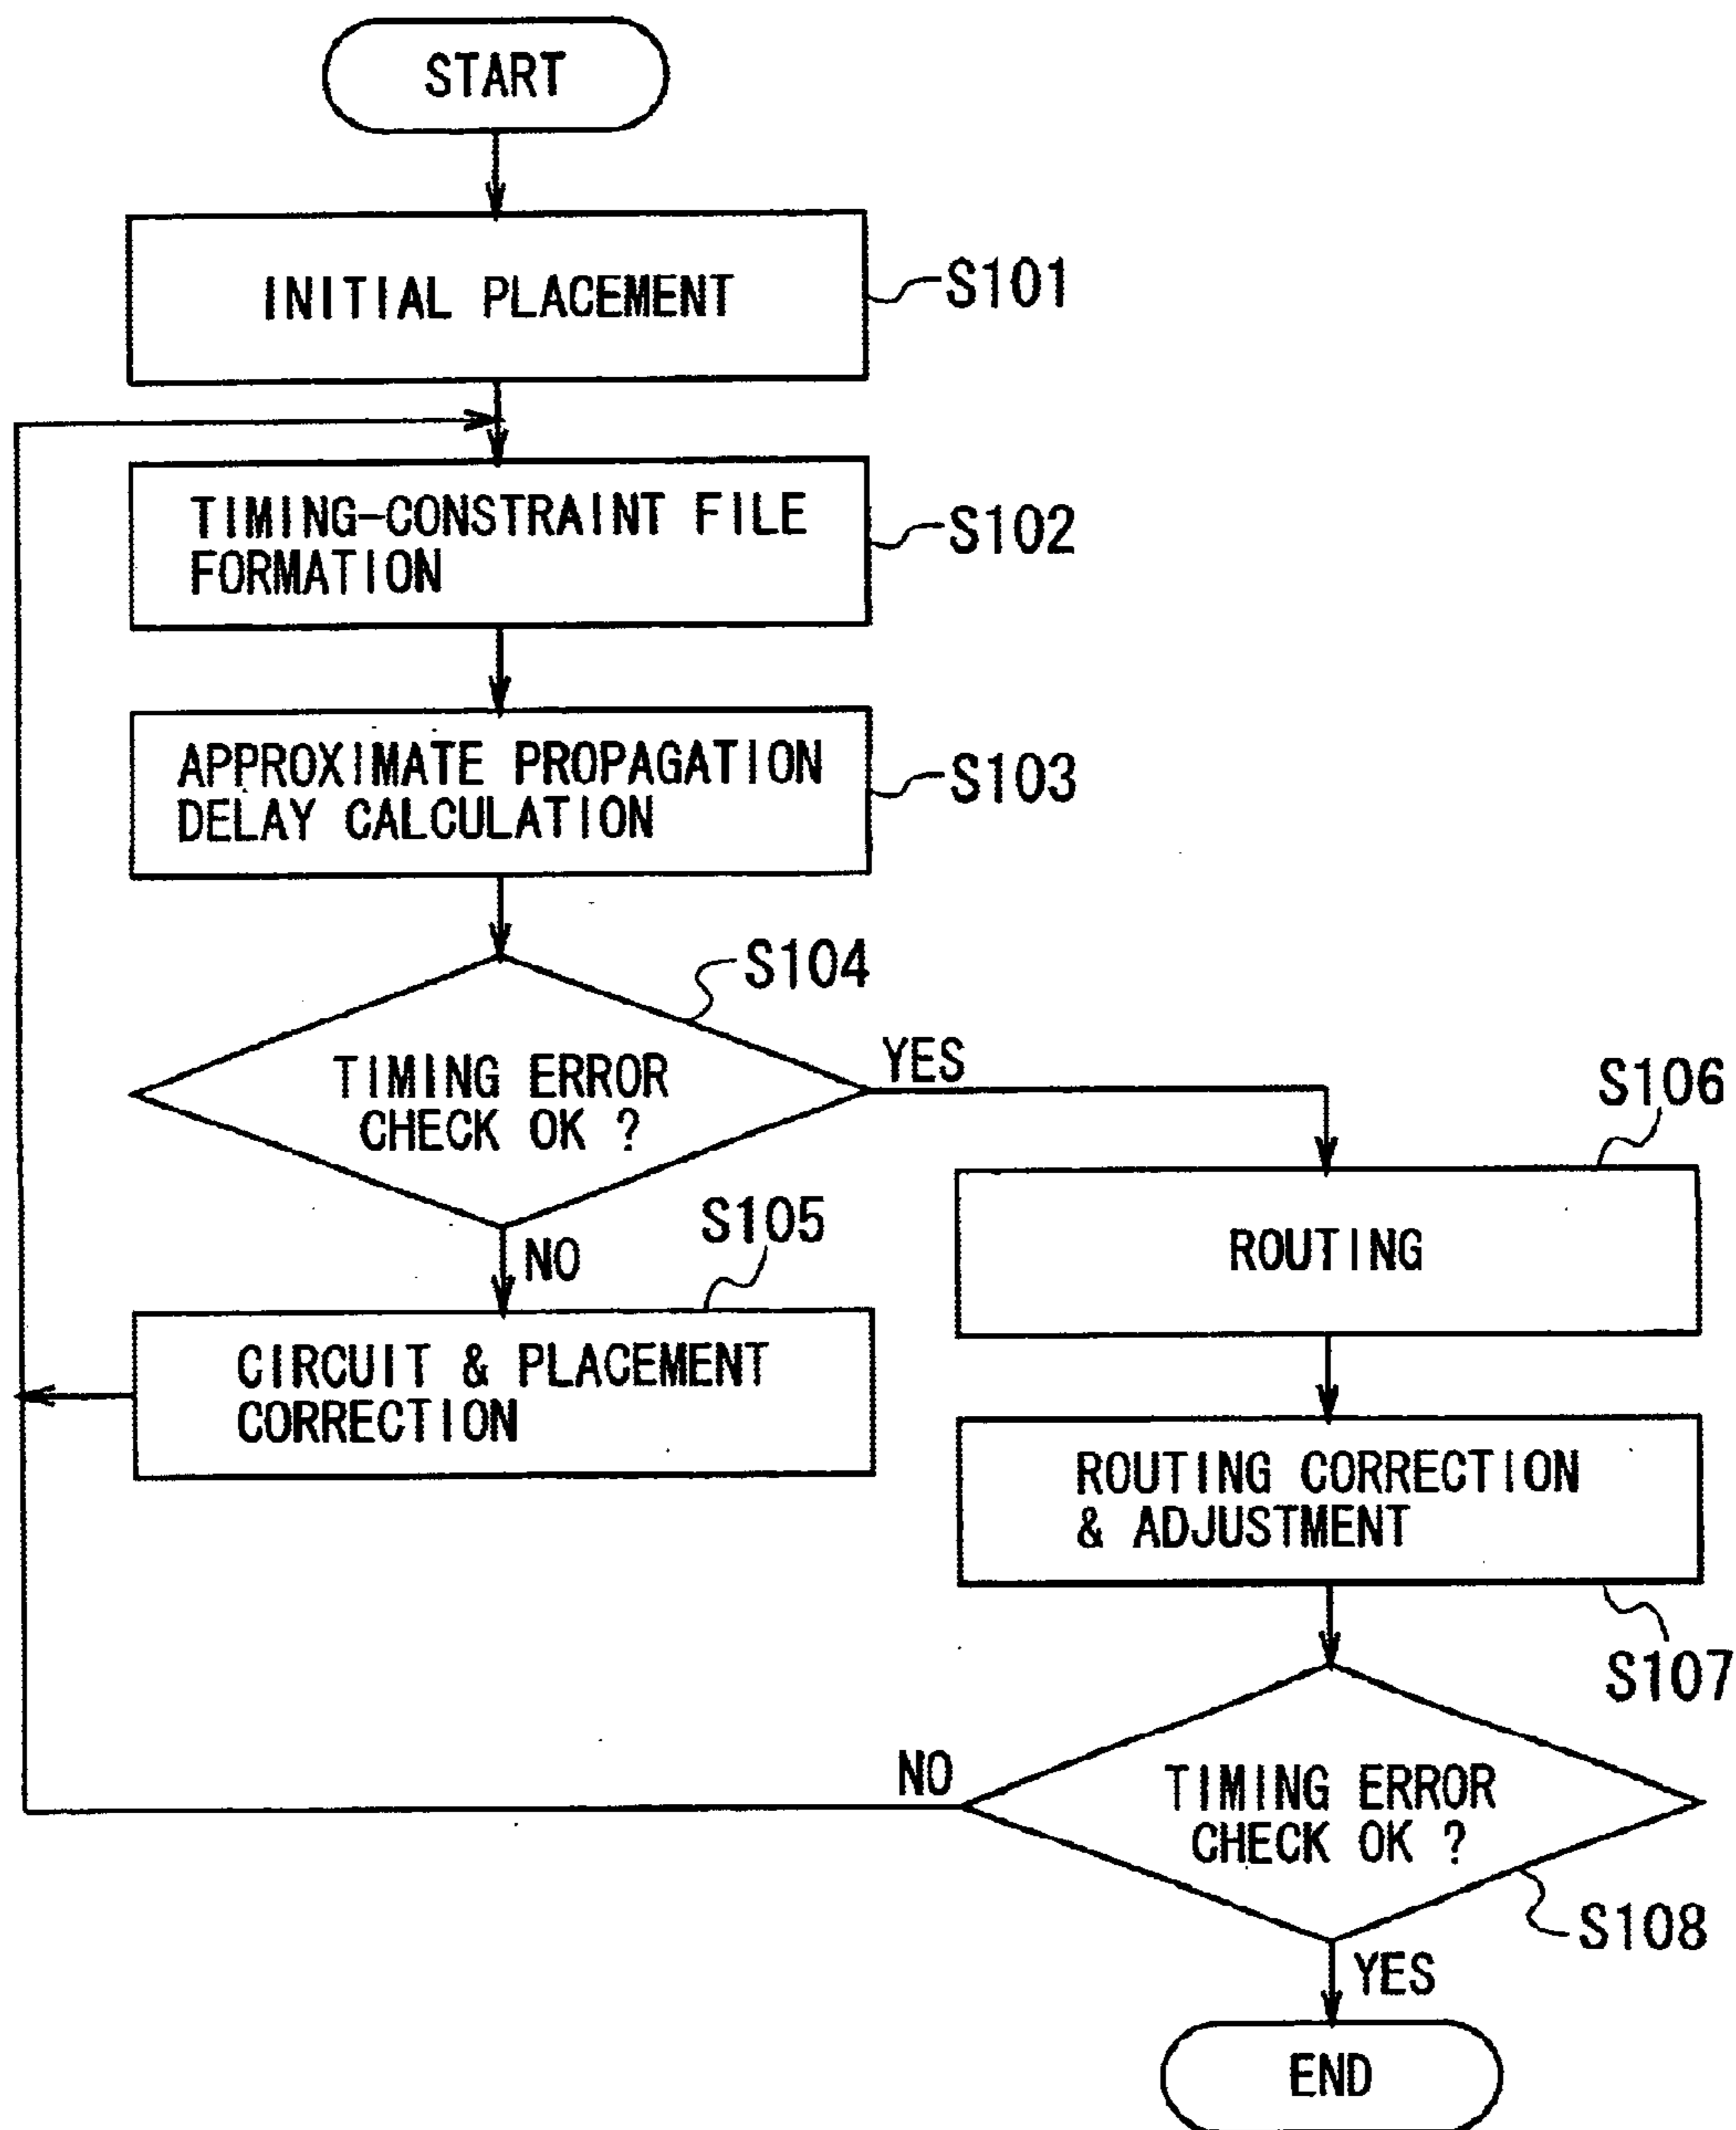 START
INITIAL PLACEMENT
S101
TIMING-CONSTRAINT FILE
FORMATION
S102
APPROXIMATE PROPAGATION
DELAY CALCULATION
S103
S104
TIMING ERROR
CHECK OK ?
YES
NO
S105
CIRCUIT & PLACEMENT
CORRECTION
S106
ROUTING
ROUTING CORRECTION
& ADJUSTMENT
S107
NO
TIMING ERROR
CHECK OK ?
S108
YES
END